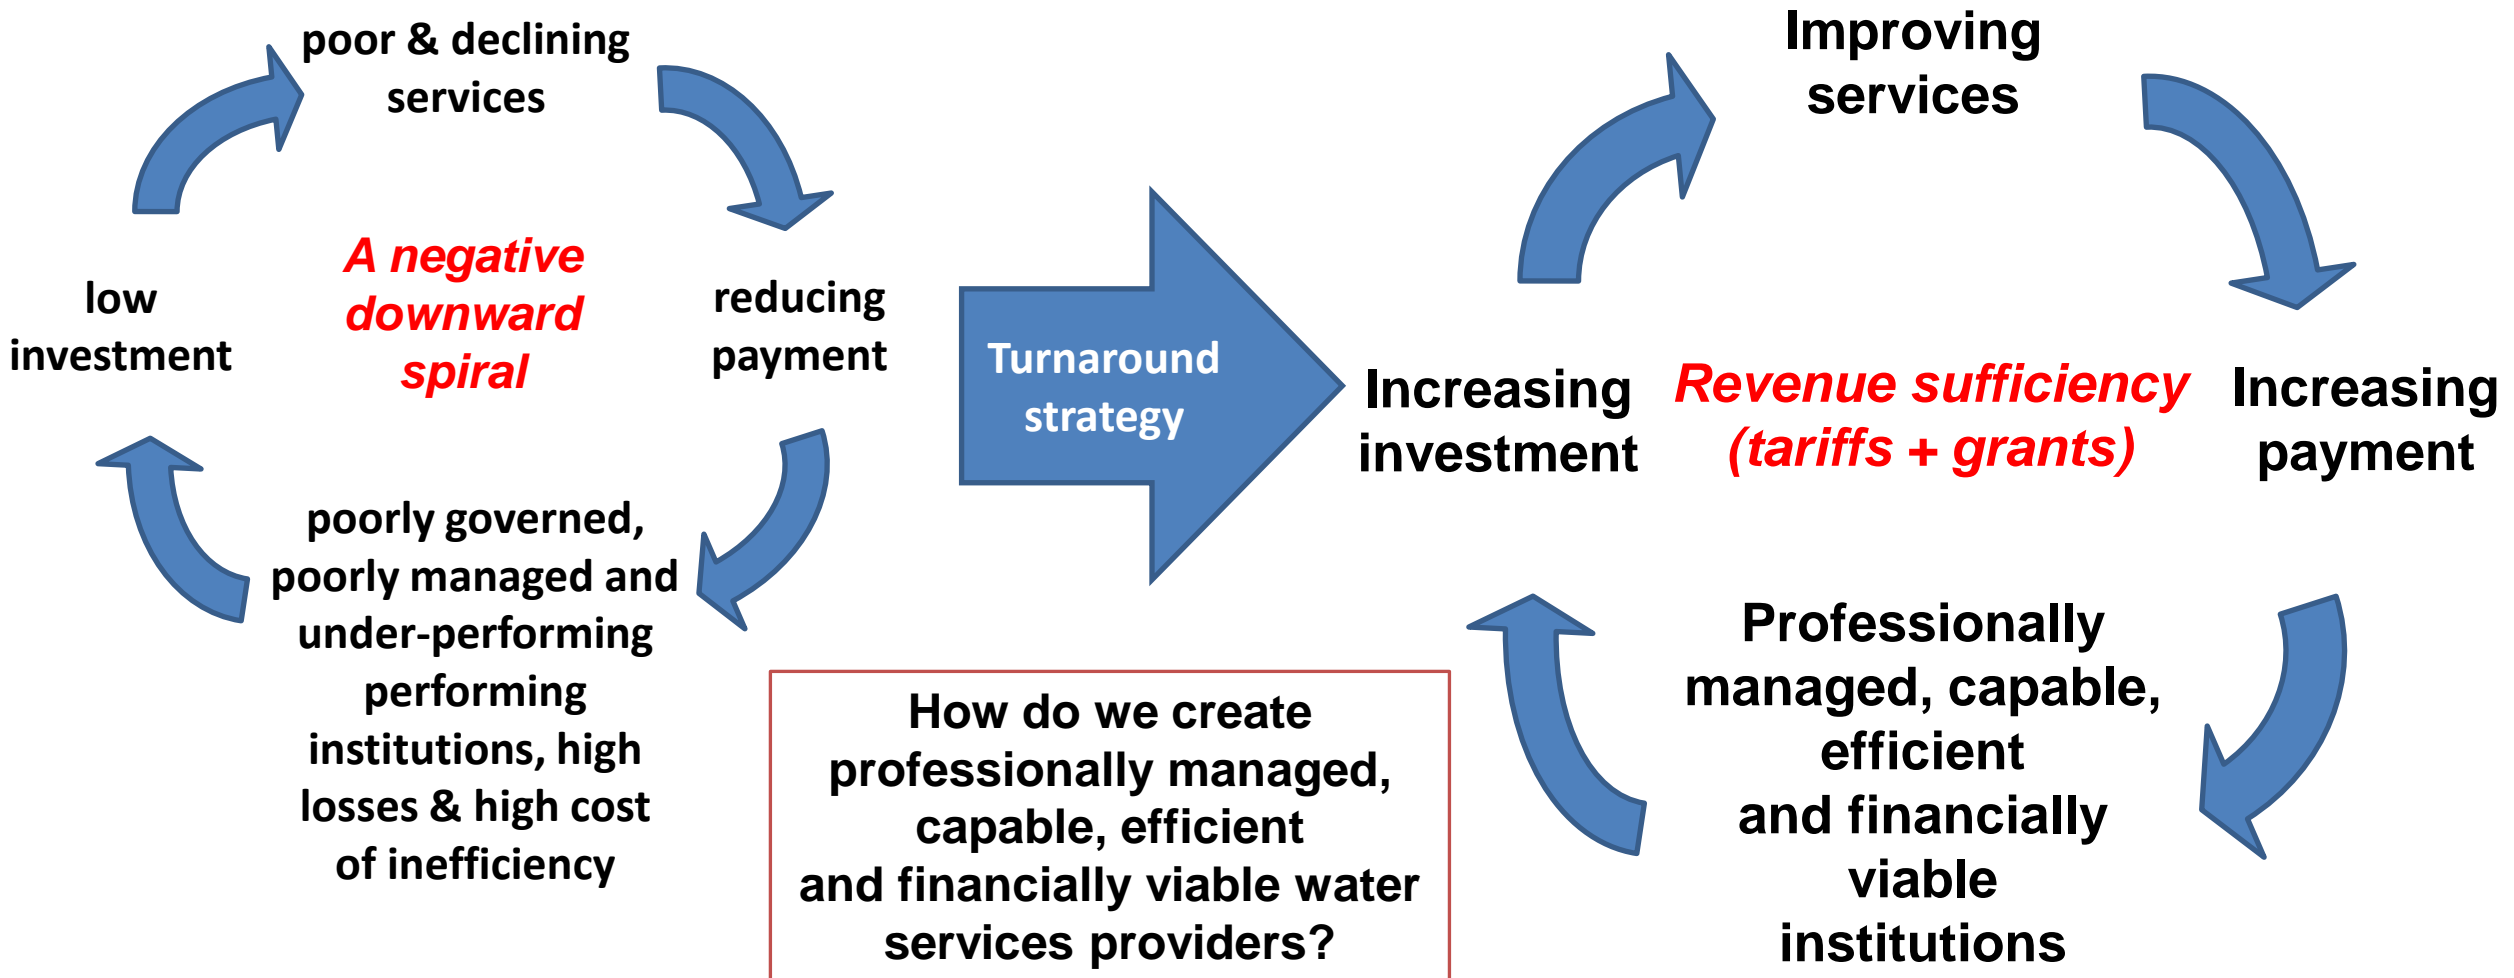 poor & declining
services
A negative
downward
spiral
low
investment
reducing
payment
poorly governed,
poorly managed and
under-performing
performing
institutions, high
losses & high cost
of inefficiency
Turnaround
strategy
How do we create
professionally managed,
capable, efficient
and financially viable water
services providers?
Improving
services
Increasing
investment
Revenue sufficiency
(tariffs + grants)
Increasing
payment
Professionally
managed, capable,
efficient
and financially
viable
institutions